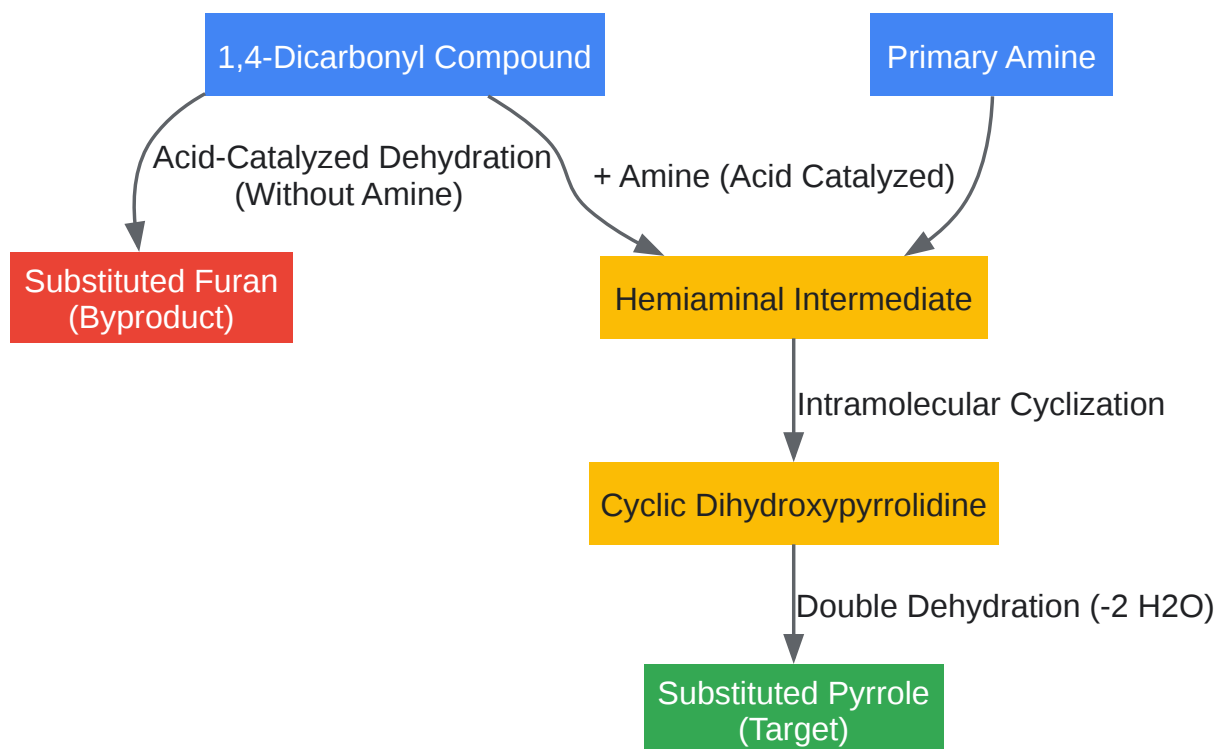 1,4-Dicarbonyl Compound
Primary Amine
Acid-Catalyzed Dehydration
(Without Amine)
+ Amine (Acid Catalyzed)
Substituted Furan
(Byproduct)
Hemiaminal Intermediate
Intramolecular Cyclization
Cyclic Dihydroxypyrrolidine
Double Dehydration (-2 H2O)
Substituted Pyrrole
(Target)